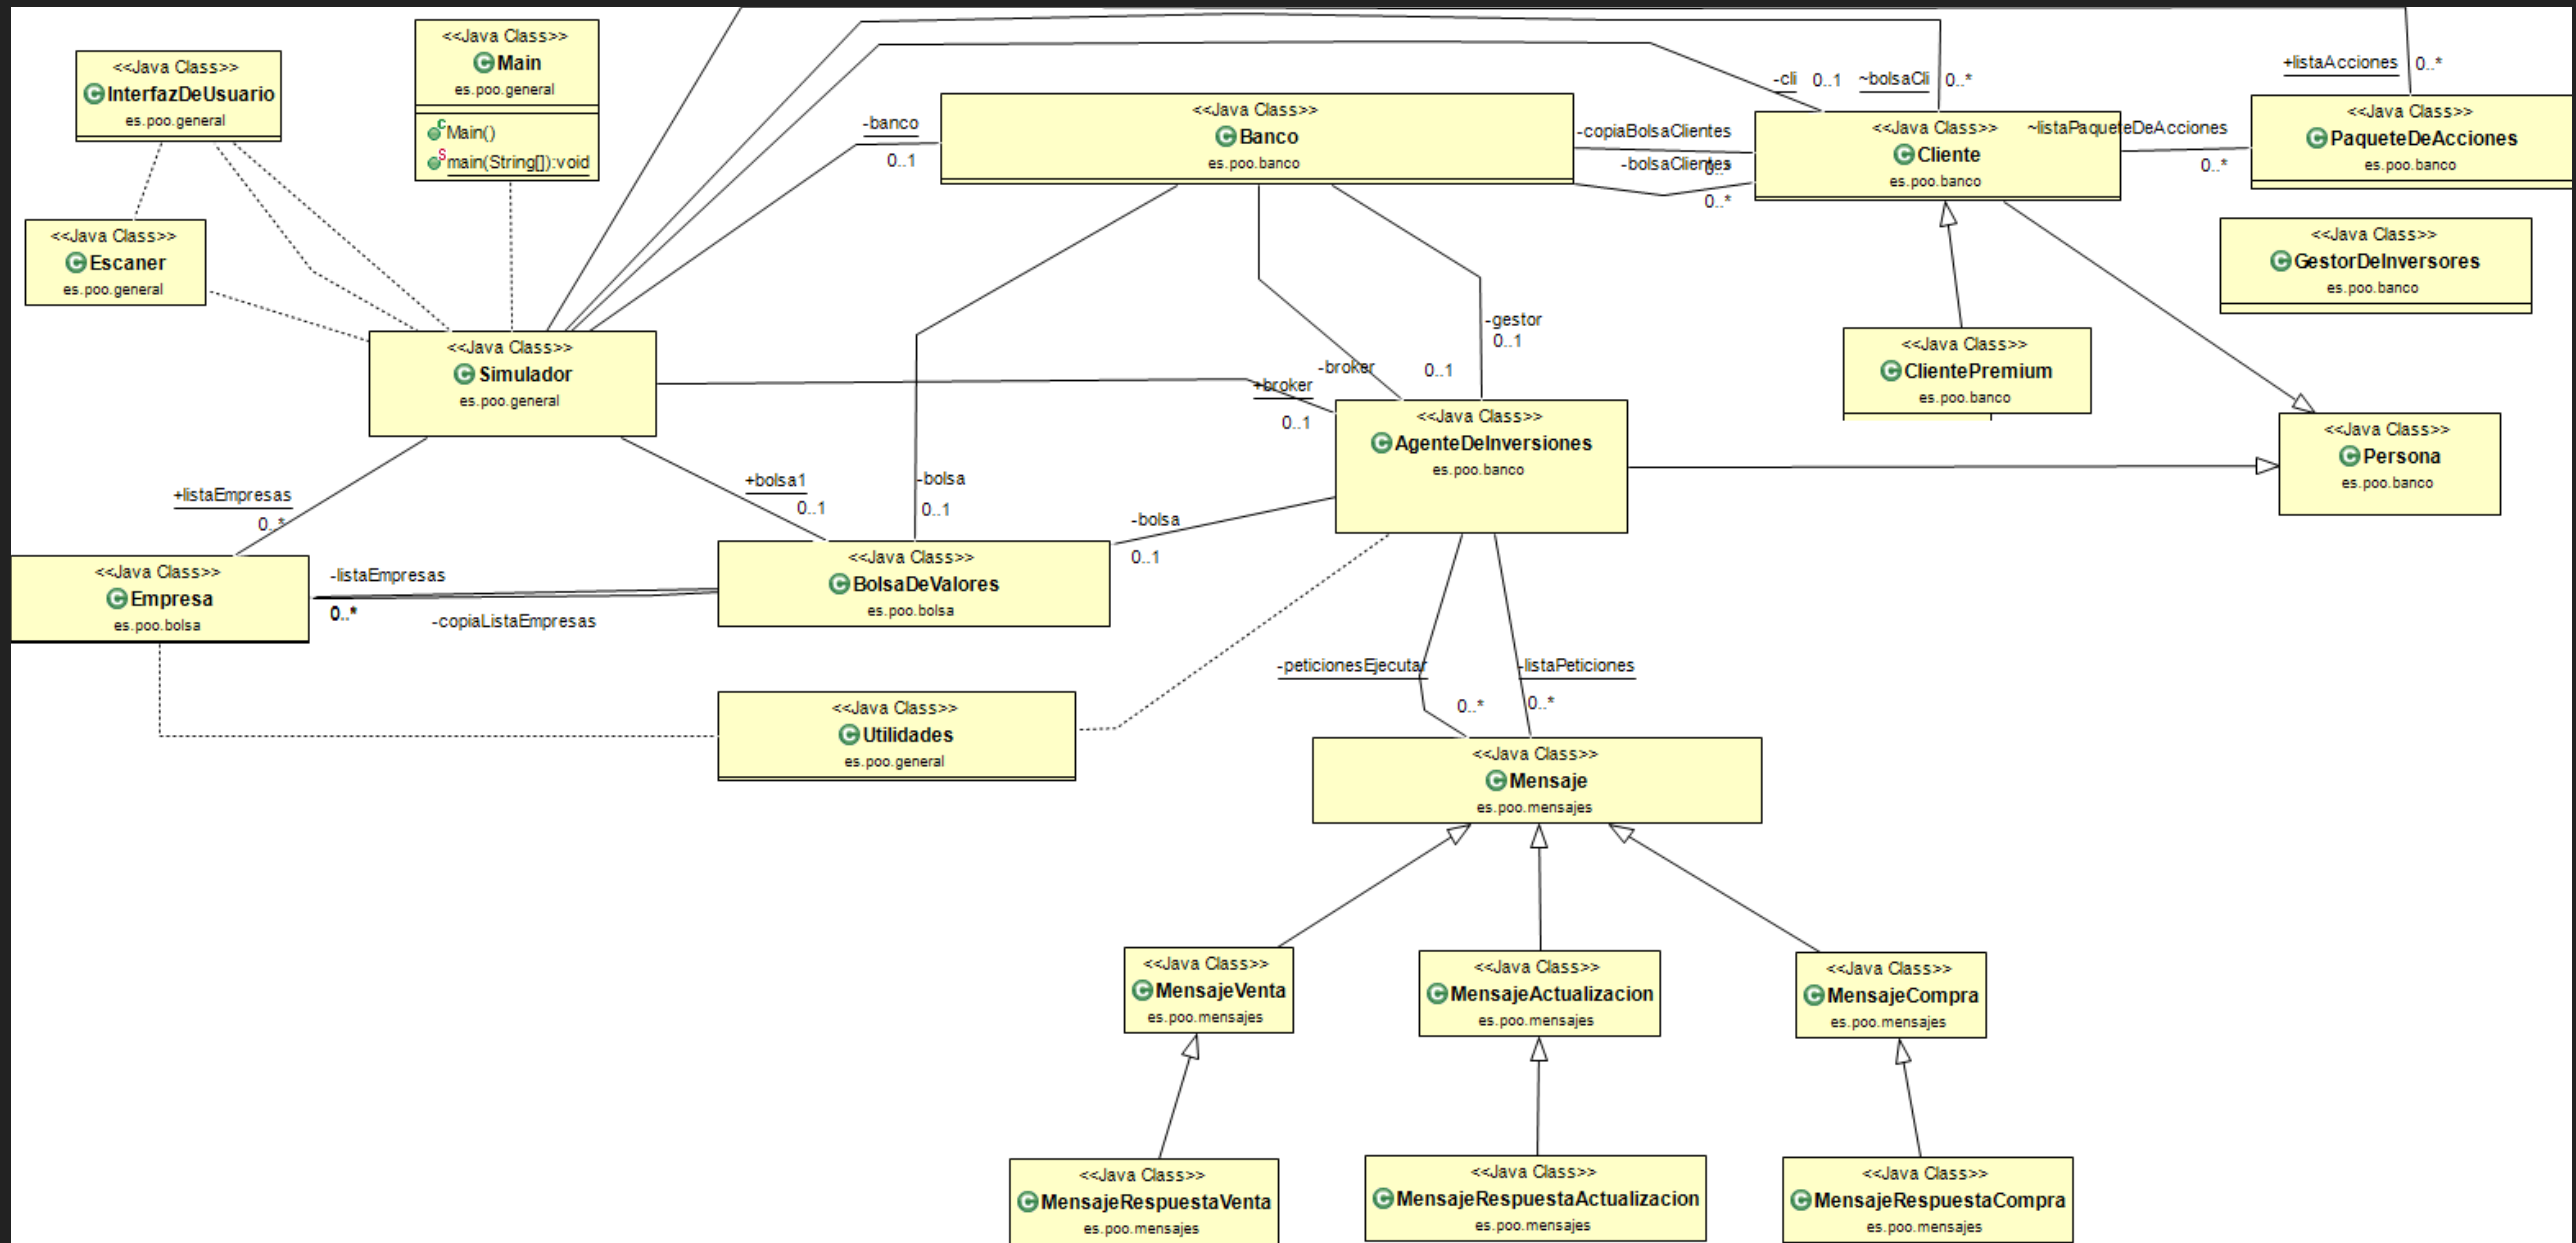 <<Java Class>>
InterfazDeUsuario
es.poo.general
<<Java Class>>
Main
es.poo.general
Main()
main(String[]):void
<<Java Class>>
Escaner
es.poo.general
<<Java Class>>
Simulador
es.poo.general
-banco
0..1
<<Java Class>>
Banco
es.poo.banco
-copiaBolsaClientes
0..*
-bolsaClientes
0..*
-cli
0..1
~bolsaCli
0..*
<<Java Class>>
Cliente
es.poo.banco
~listaPaqueteDeAcciones
0..*
+listaAcciones
0..*
<<Java Class>>
PaqueteDeAcciones
es.poo.banco
<<Java Class>>
GestorDeInversores
es.poo.banco
<<Java Class>>
ClientePremium
es.poo.banco
<<Java Class>>
Persona
es.poo.banco
-gestor
0..1
-broker
0..1
+broker
0..1
<<Java Class>>
AgenteDeInversiones
es.poo.banco
+listaEmpresas
0..*
+bolsa1
0..1
-bolsa
0..1
-bolsa
0..1
<<Java Class>>
Empresa
es.poo.bolsa
-listaEmpresas
0..*
-copiaListaEmpresas
<<Java Class>>
BolsaDeValores
es.poo.bolsa
<<Java Class>>
Utilidades
es.poo.general
-peticionesEjecutar
0..*
-listaPeticiones
0..*
<<Java Class>>
Mensaje
es.poo.mensajes
<<Java Class>>
MensajeVenta
es.poo.mensajes
<<Java Class>>
MensajeActualizacion
es.poo.mensajes
<<Java Class>>
MensajeCompra
es.poo.mensajes
<<Java Class>>
MensajeRespuestaVenta
es.poo.mensajes
<<Java Class>>
MensajeRespuestaActualizacion
es.poo.mensajes
<<Java Class>>
MensajeRespuestaCompra
es.poo.mensajes